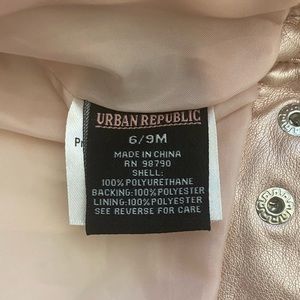 URBAN REPUBLIC
6/9M
MADE IN CHINA
RN 98790
SHELL:
100% POLYURETHANE
BACKING:100% POLYESTER
LINING:100% POLYESTER
SEE REVERSE FOR CARE